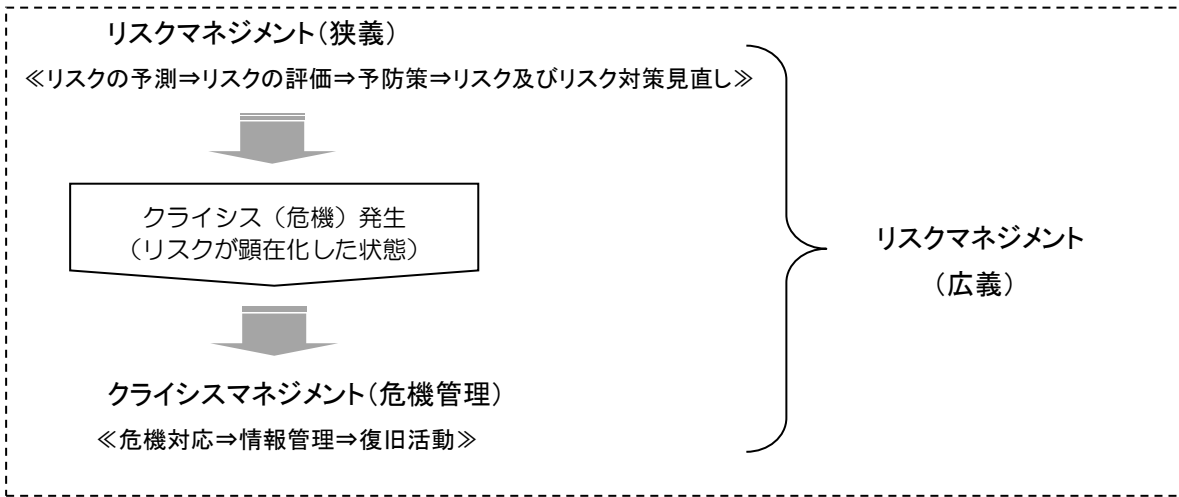 リスクマネジメント（狭義）
≪リスクの予測⇒リスクの評価⇒予防策⇒リスク及びリスク対策見直し≫
クライシス（危機）発生
（リスクが顕在化した状態）
クライシスマネジメント（危機管理）
≪危機対応⇒情報管理⇒復旧活動≫
リスクマネジメント
（広義）